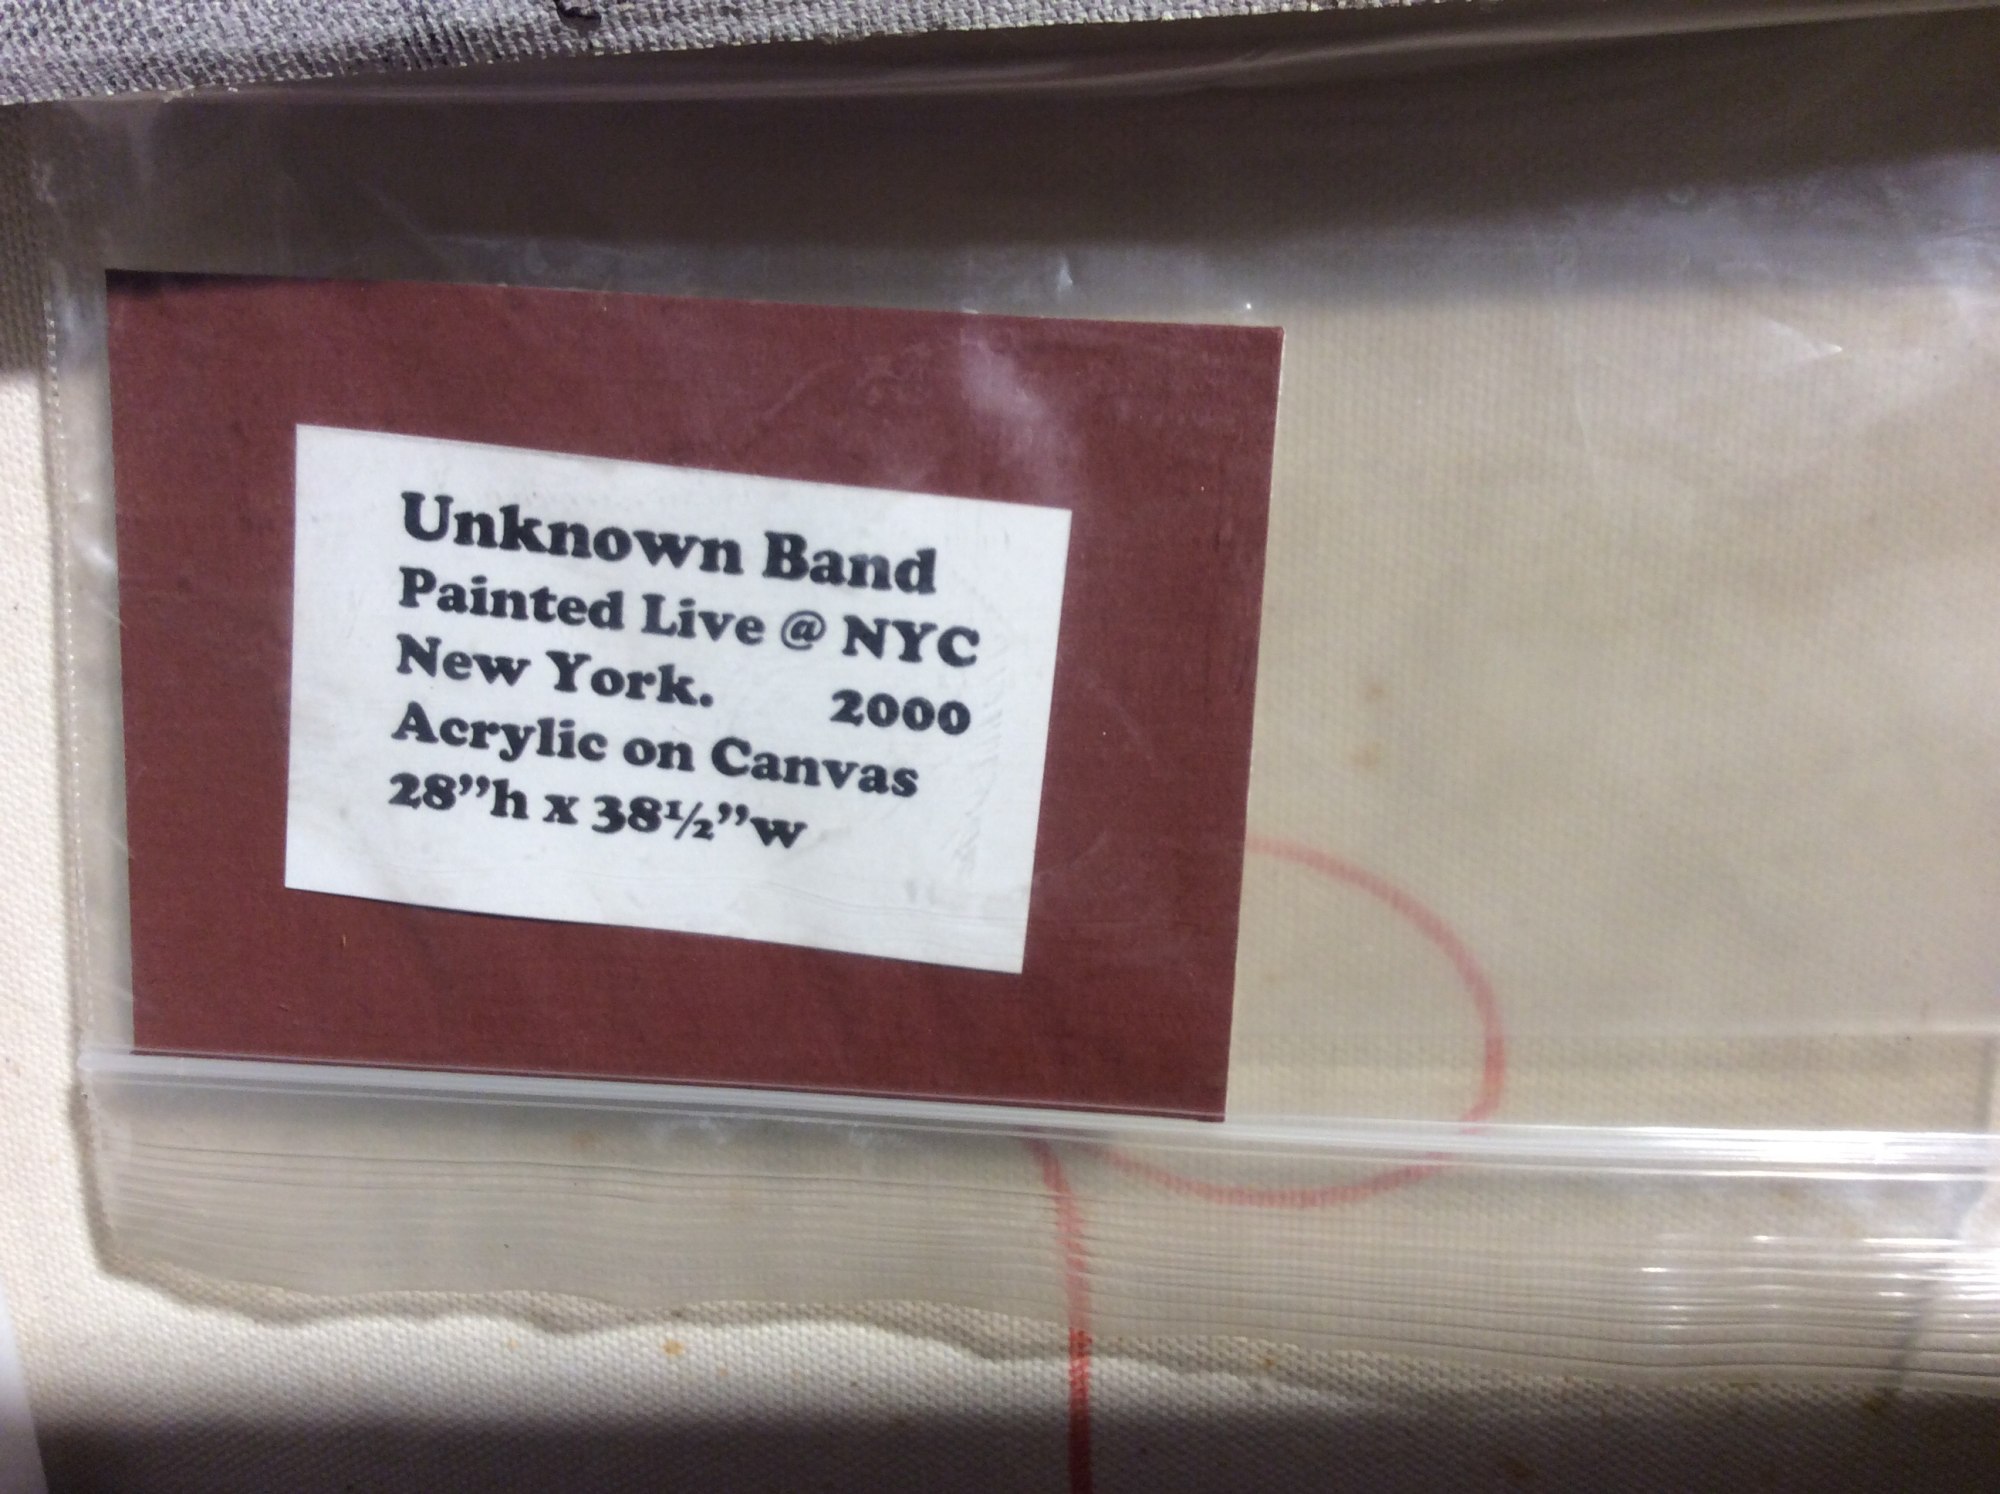 Unknown Band
Painted Live @ NYC
New York. 2000
Acrylic on Canvas
28”h x 38½”w